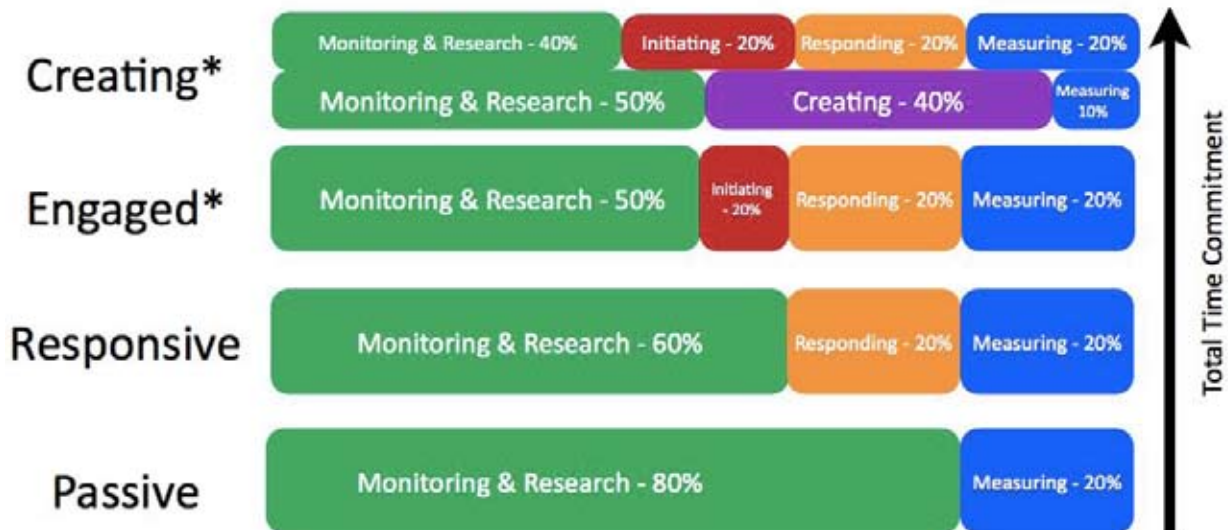 Creating*
Monitoring & Research - 40%
Initiating - 20%
Responding - 20%
Measuring - 20%
Monitoring & Research - 50%
Creating - 40%
Measuring
10%
Engaged*
Monitoring & Research - 50%
Initiating
- 20%
Responding - 20%
Measuring - 20%
Responsive
Monitoring & Research - 60%
Responding - 20%
Measuring - 20%
Passive
Monitoring & Research - 80%
Measuring - 20%
Total Time Commitment